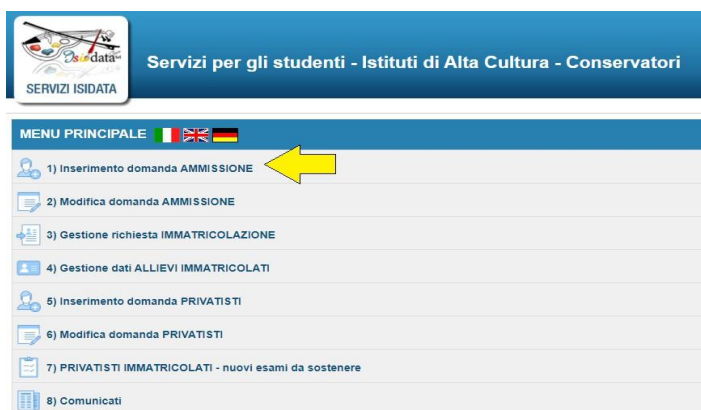 Isidata
SERVIZI ISIDATA
Servizi per gli studenti - Istituti di Alta Cultura - Conservatori
MENU PRINCIPALE
1) Inserimento domanda AMMISSIONE
2) Modifica domanda AMMISSIONE
3) Gestione richiesta IMMATRICOLAZIONE
4) Gestione dati ALLIEVI IMMATRICOLATI
5) Inserimento domanda PRIVATISTI
6) Modifica domanda PRIVATISTI
7) PRIVATISTI IMMATRICOLATI - nuovi esami da sostenere
8) Comunicati